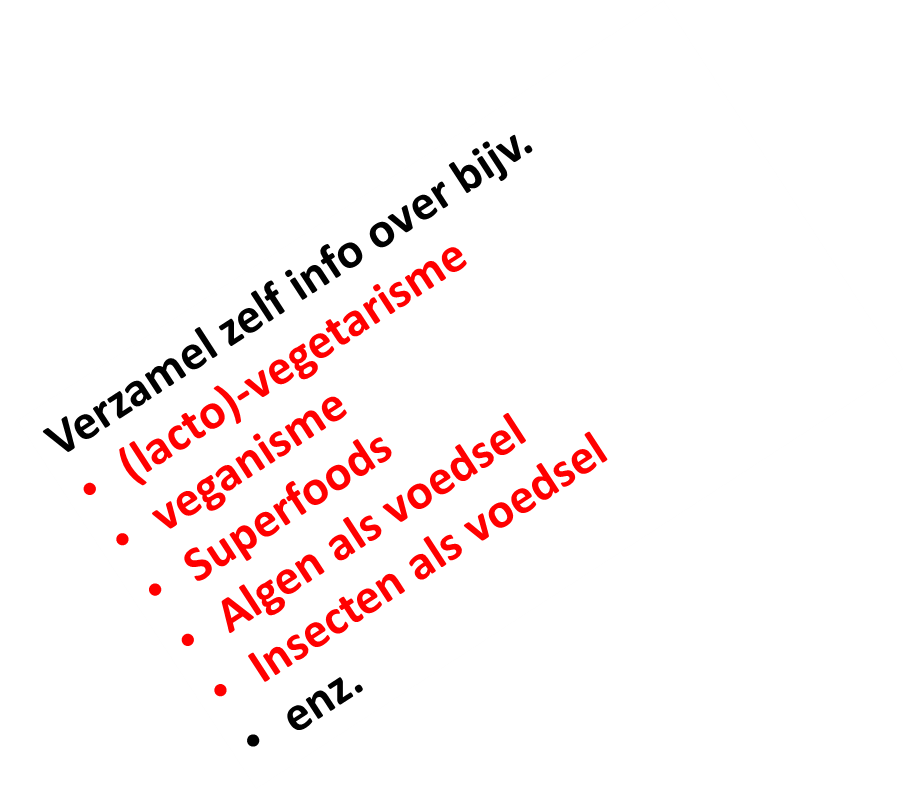 Verzamel zelf info over bijv.
• (lacto)-vegetarisme
• veganisme
• Superfoods
• Algen als voedsel
• Insecten als voedsel
• enz.